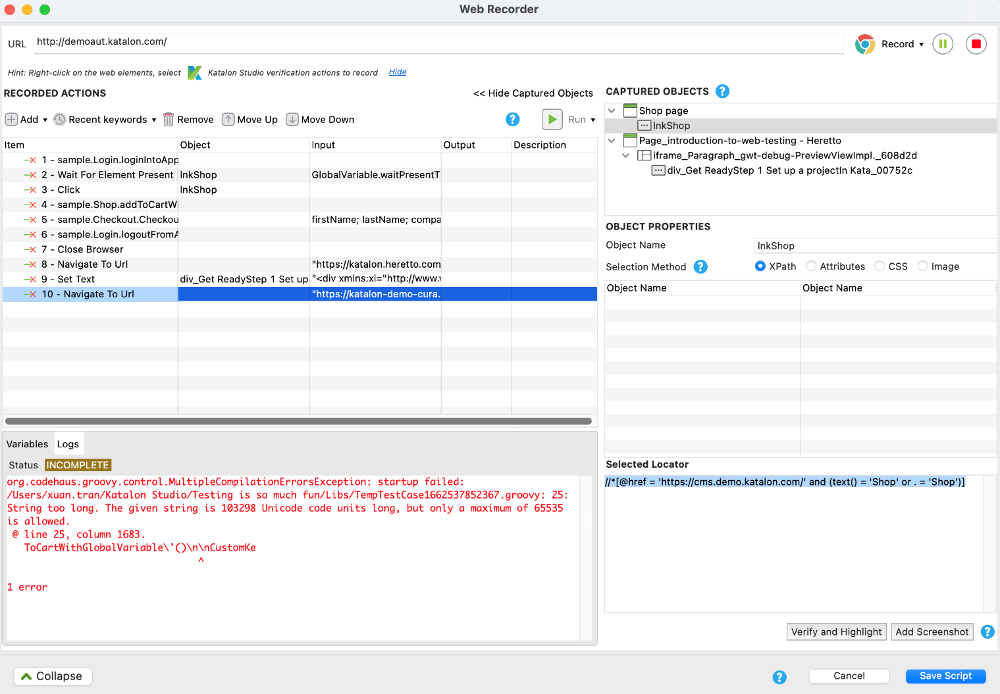 Web Recorder
URL http://demoaut.katalon.com/ Record
Hint: Right-click on the web elements, select Katalon Studio verification actions to record Hide
RECORDED ACTIONS
<< Hide Captured Objects
Add Recent keywords Remove Move Up Move Down ? Run
Item Object Input Output Description
1 - sample.Login.loginIntoApp
2 - Wait For Element Present lnkShop GlobalVariable.waitPresentT
3 - Click lnkShop
4 - sample.Shop.addToCartWi
5 - sample.Checkout.Checkou firstName; lastName; compa
6 - sample.Login.logoutFromA
7 - Close Browser
8 - Navigate To Url "https://katalon.heretto.com
9 - Set Text div_Get ReadyStep 1 Set up "<div xmlns:xi="http://www.
10 - Navigate To Url "https://katalon-demo-cura.
Variables Logs
Status INCOMPLETE
org.codehaus.groovy.control.MultipleCompilationErrorsException: startup failed:
/Users/xuan.tran/Katalon Studio/Testing is so much fun/Libs/TempTestCase1662537852367.groovy: 25:
String too long. The given string is 103298 Unicode code units long, but only a maximum of 65535
is allowed.
@ line 25, column 1683.
ToCartWithGlobalVariable\'()\n\nCustomKe
^
1 error
CAPTURED OBJECTS ?
Shop page
lnkShop
Page_introduction-to-web-testing - Heretto
iframe_Paragraph_gwt-debug-PreviewViewImpl._608d2d
div_Get ReadyStep 1 Set up a projectIn Kata_00752c
OBJECT PROPERTIES
Object Name lnkShop
Selection Method ? XPath Attributes CSS Image
Object Name Object Name
Selected Locator
//*[@href = 'https://cms.demo.katalon.com/' and (text() = 'Shop' or . = 'Shop')]
Verify and Highlight Add Screenshot ?
Collapse ? Cancel Save Script